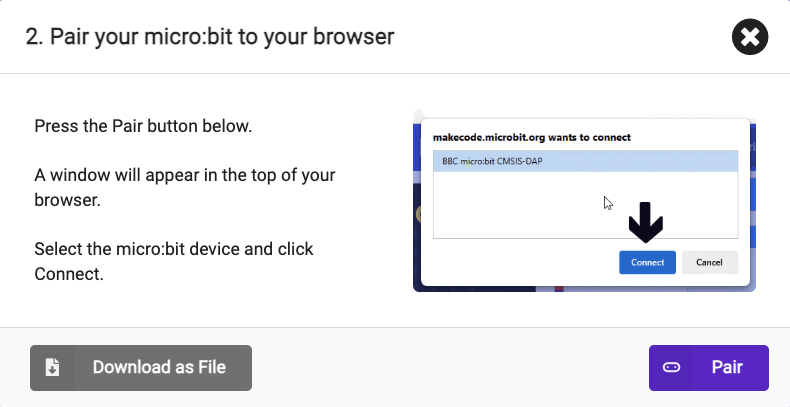 2. Pair your micro:bit to your browser
Press the Pair button below.
A window will appear in the top of your
browser.
Select the micro:bit device and click
Connect.
makecode.microbit.org wants to connect
BBC micro:bit CMSIS-DAP
Connect
Cancel
Download as File
Pair